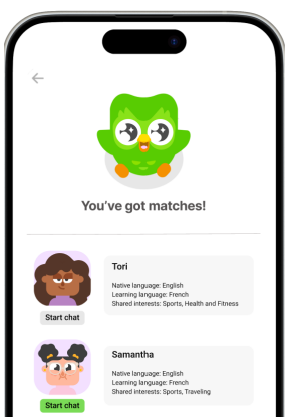 You've got matches!
Tori
Native language: English
Learning language: French
Shared interests: Sports, Health and Fitness
Start chat
Samantha
Native language: English
Learning language: French
Shared interests: Sports, Traveling
Start chat